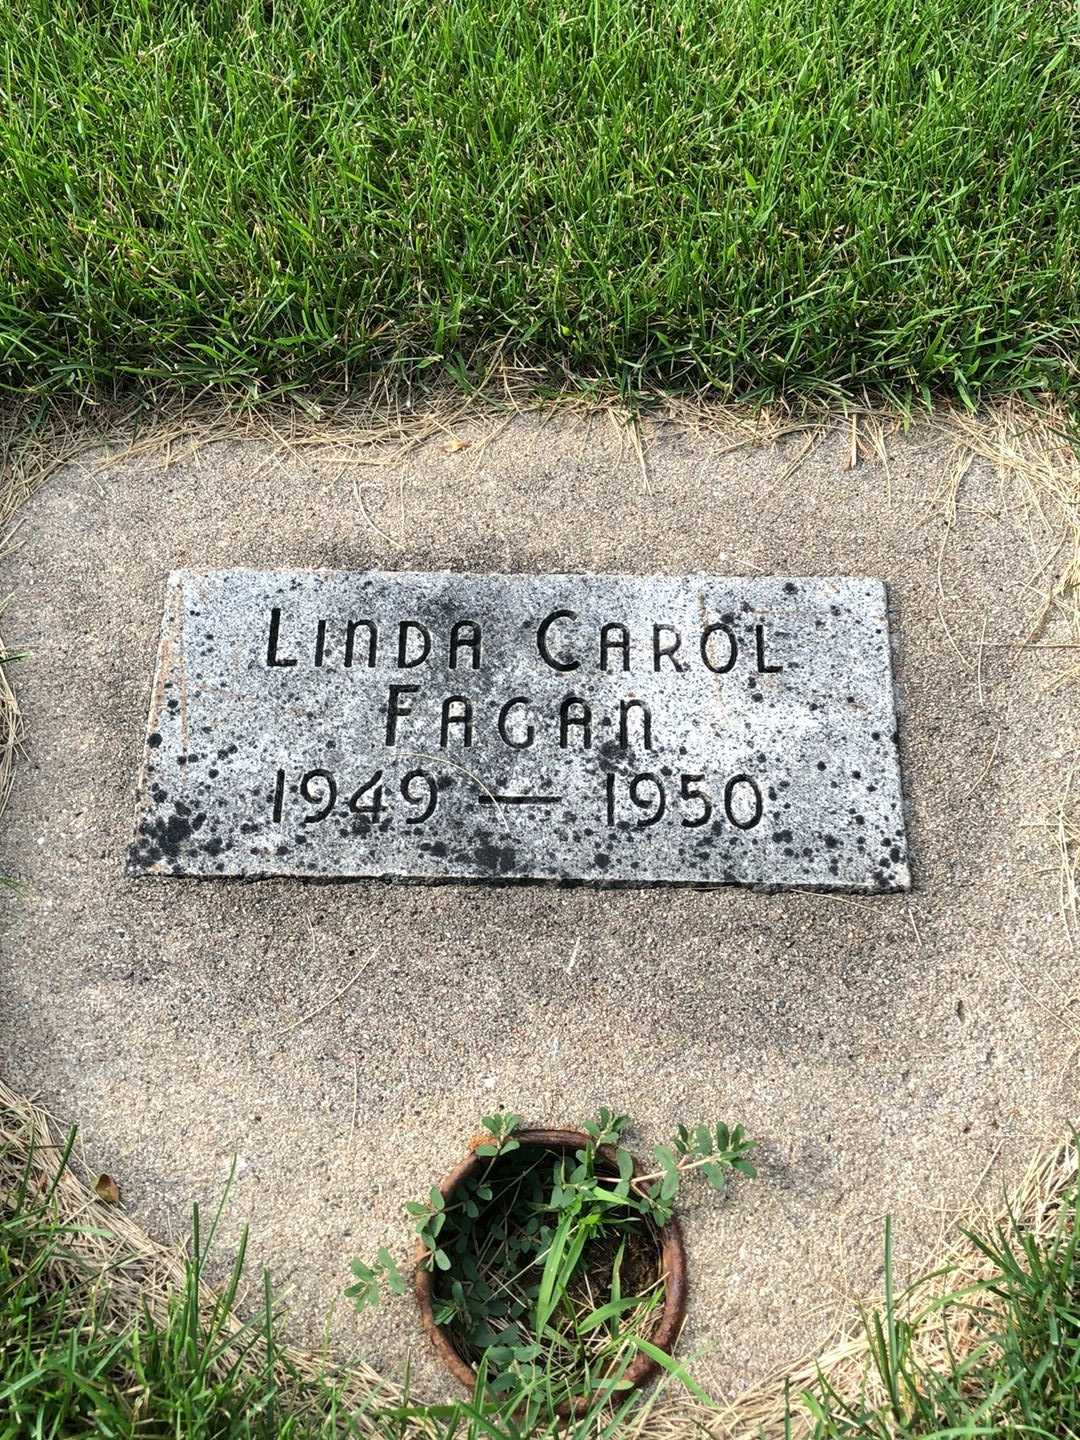 LINDA CAROL
FAGAN
1949 — 1950